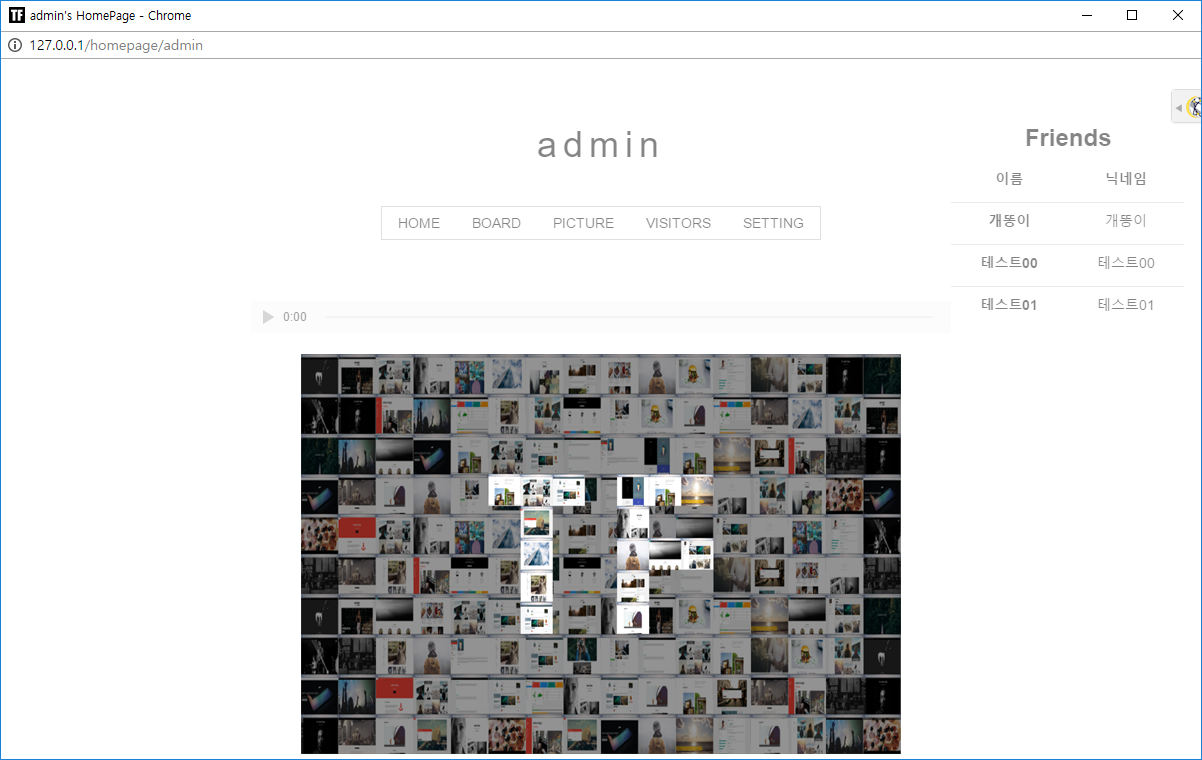 TF admin's HomePage - Chrome
127.0.0.1/homepage/admin
admin
HOME BOARD PICTURE VISITORS SETTING
0:00
Friends
이름 닉네임
개똥이 개똥이
테스트00 테스트00
테스트01 테스트01
TF